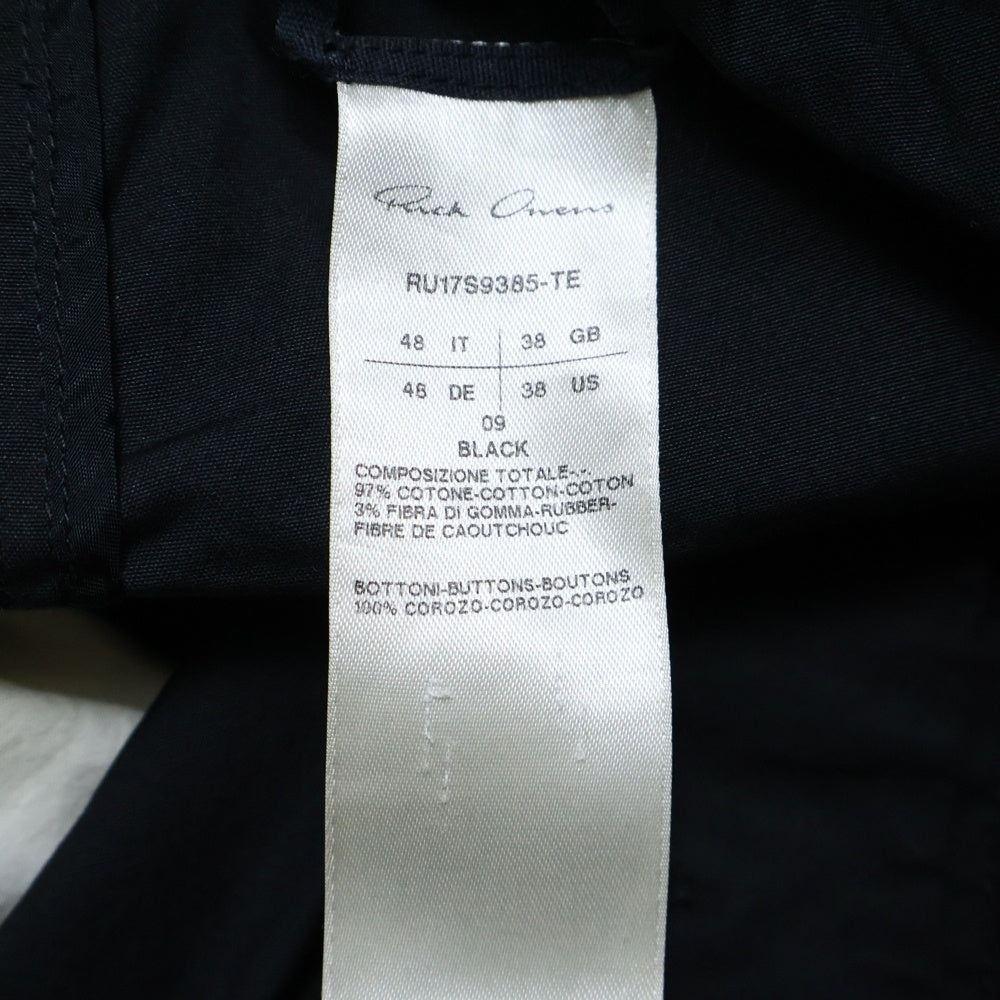 Rick Owens
RU17S9385-TE
48 IT 38 GB
48 DE 38 US
09
BLACK
COMPOSIZIONE TOTALE-.-.
97% COTONE-COTTON-COTON
3% FIBRA DI GOMMA-RUBBER-
FIBRE DE CAOUTCHOUC
BOTTONI-BUTTONS-BOUTONS
100% COROZO-COROZO-COROZO